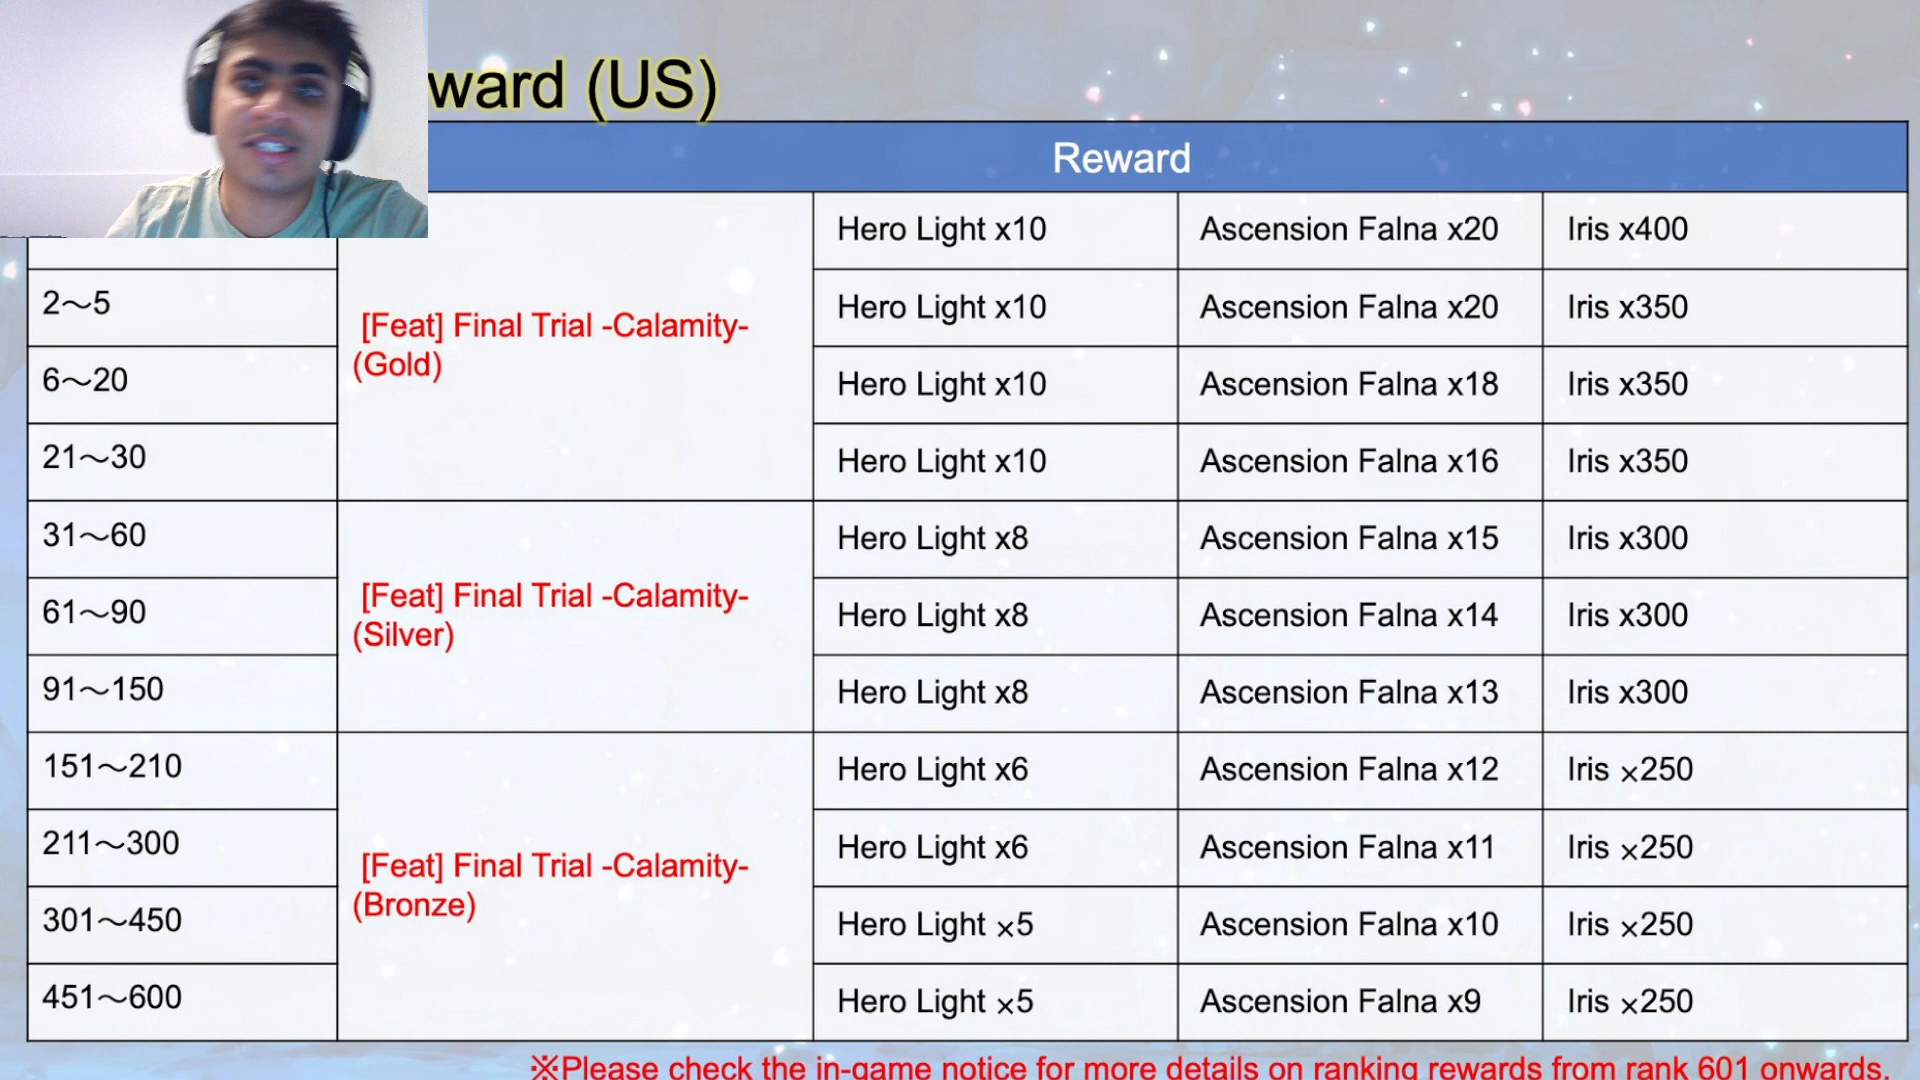 ward (US)
Reward
Hero Light x10 Ascension Falna x20 Iris x400
2～5 Hero Light x10 Ascension Falna x20 Iris x350
[Feat] Final Trial -Calamity-
(Gold)
6～20 Hero Light x10 Ascension Falna x18 Iris x350
21～30 Hero Light x10 Ascension Falna x16 Iris x350
31～60 Hero Light x8 Ascension Falna x15 Iris x300
[Feat] Final Trial -Calamity-
(Silver)
61～90 Hero Light x8 Ascension Falna x14 Iris x300
91～150 Hero Light x8 Ascension Falna x13 Iris x300
151～210 Hero Light x6 Ascension Falna x12 Iris ×250
211～300 Hero Light x6 Ascension Falna x11 Iris ×250
[Feat] Final Trial -Calamity-
(Bronze)
301～450 Hero Light ×5 Ascension Falna x10 Iris ×250
451～600 Hero Light ×5 Ascension Falna x9 Iris ×250
※Please check the in-game notice for more details on ranking rewards from rank 601 onwards.